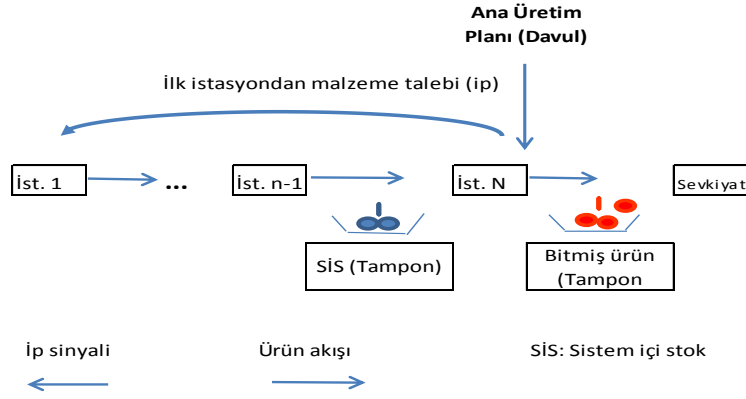 Ana Üretim
Planı (Davul)
İlk istasyondan malzeme talebi (ip)
İst. 1
...
İst. n-1
İst. N
Sevkiyat
SİS (Tampon)
Bitmiş ürün
(Tampon
İp sinyali
Ürün akışı
SİS: Sistem içi stok